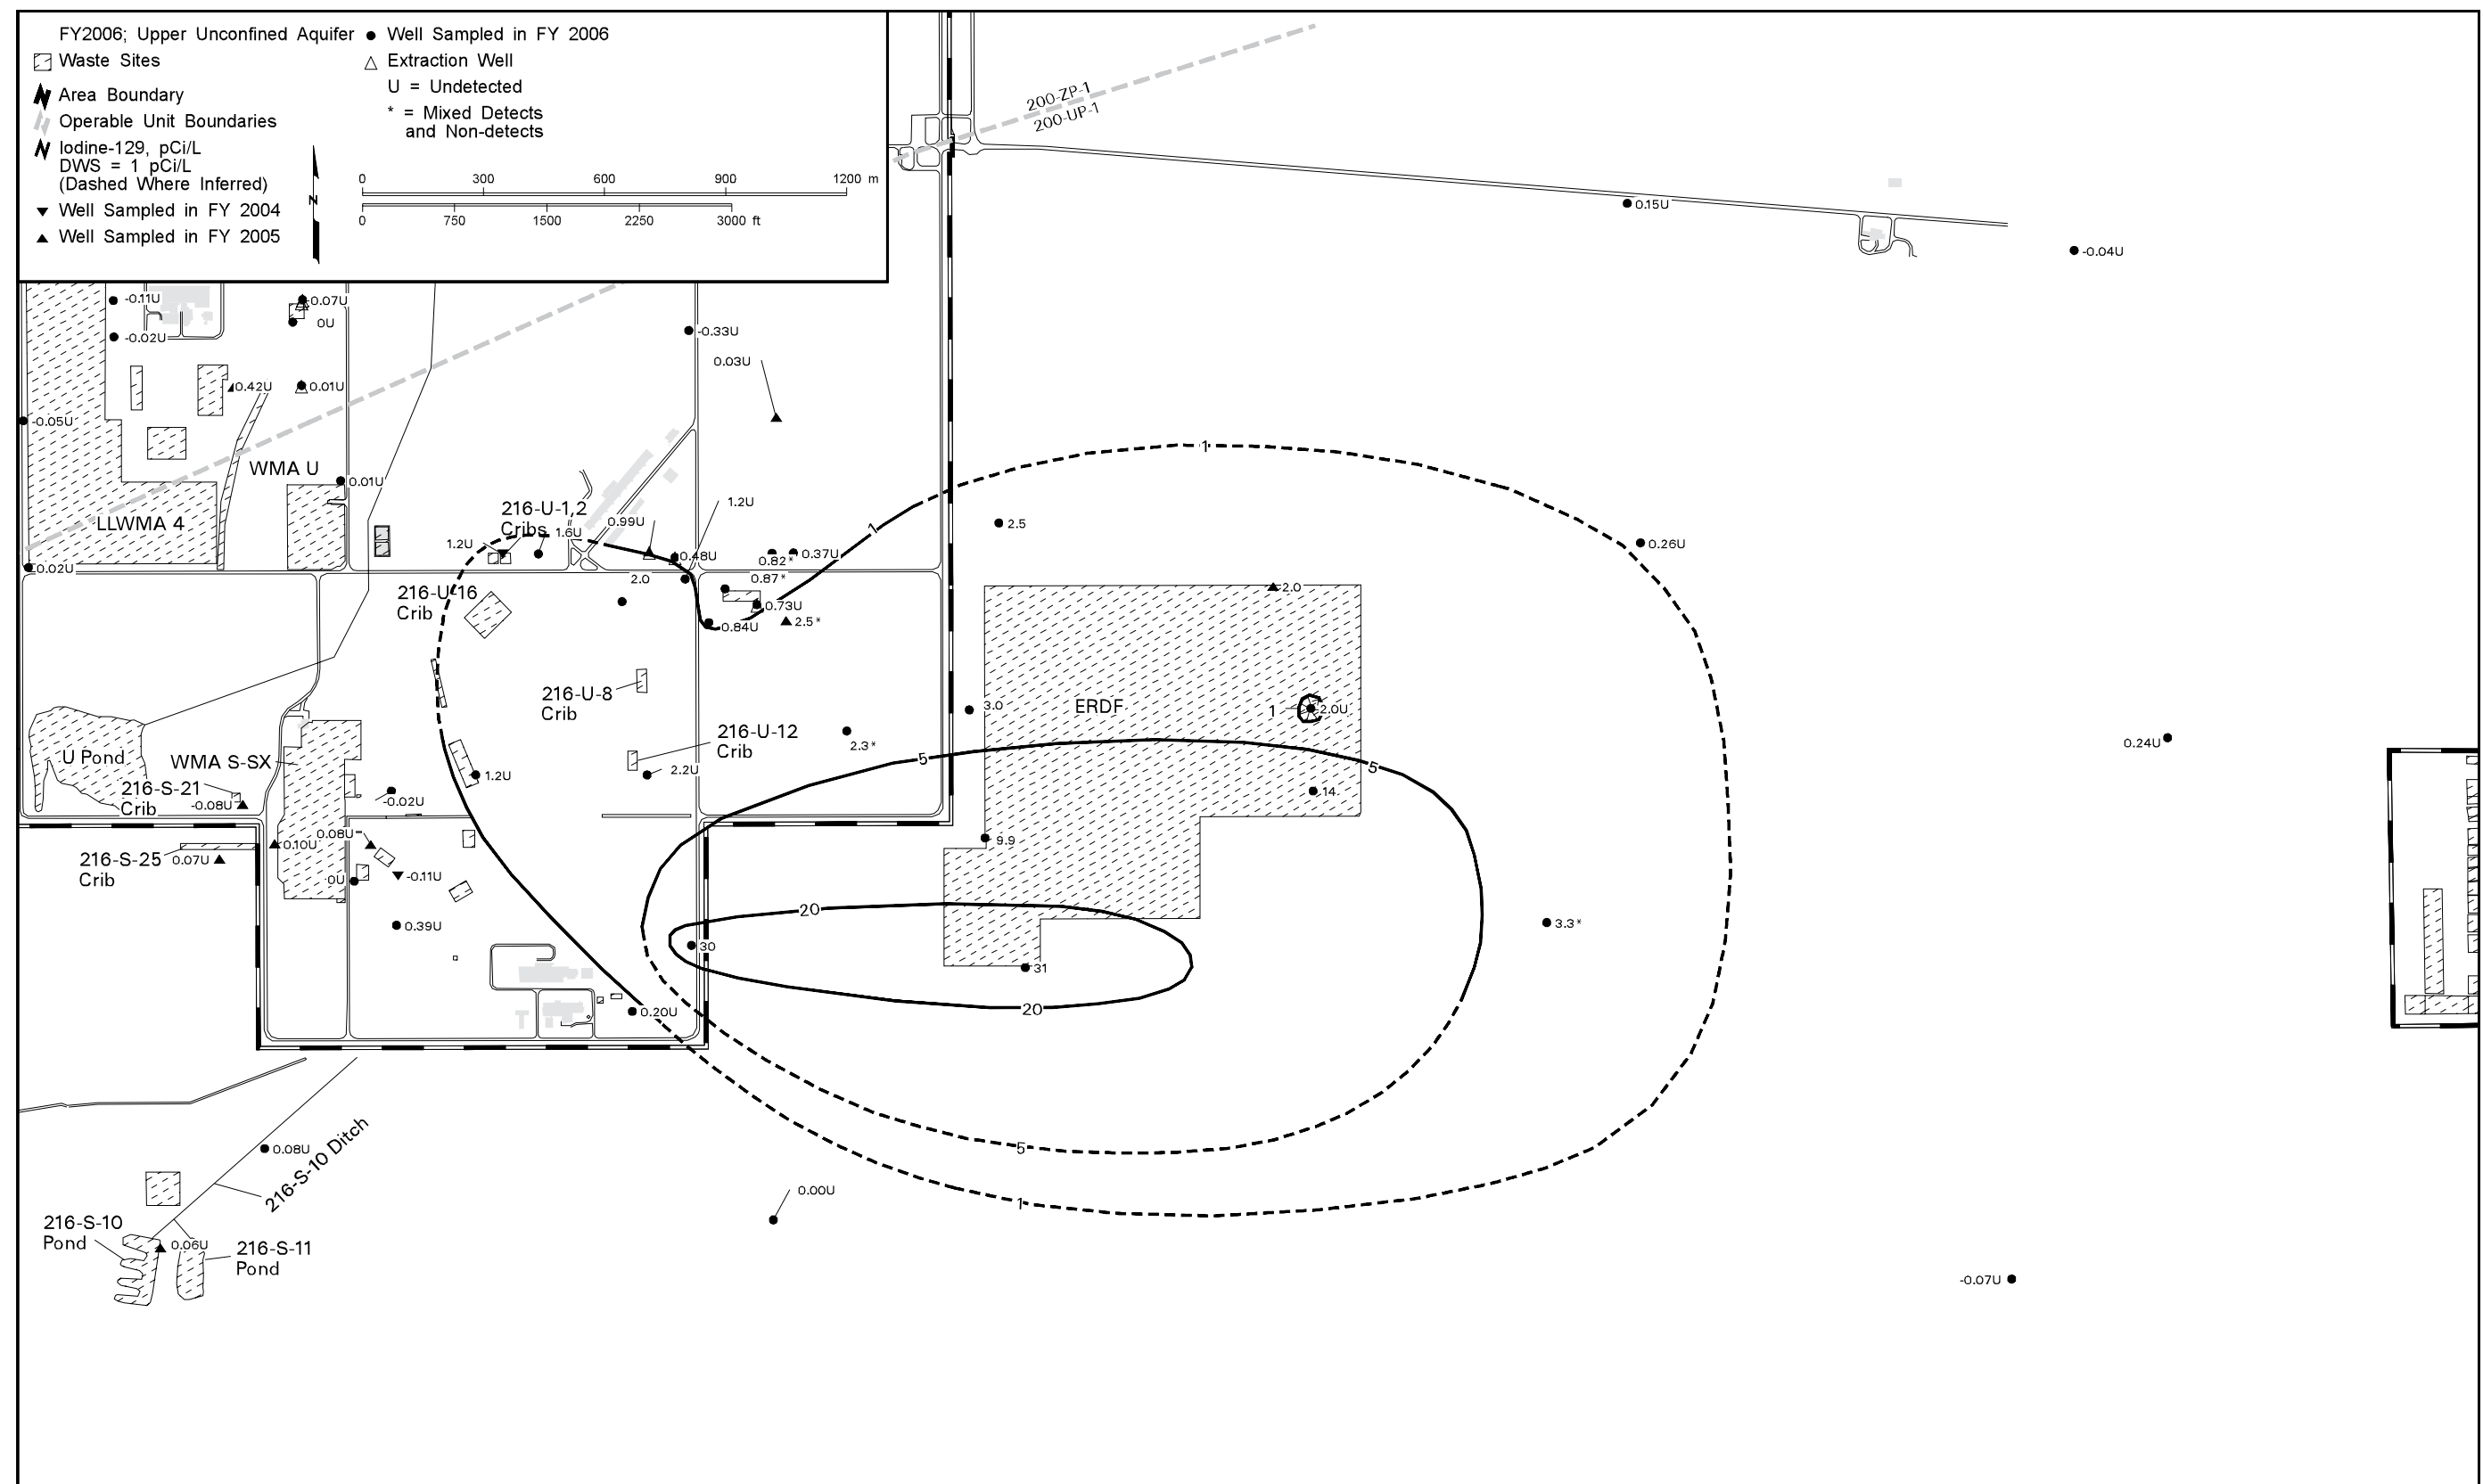 FY2006; Upper Unconfined Aquifer
Waste Sites
Area Boundary
Operable Unit Boundaries
Iodine-129, pCi/L
DWS = 1 pCi/L
(Dashed Where Inferred)
Well Sampled in FY 2004
Well Sampled in FY 2005
Well Sampled in FY 2006
Extraction Well
U = Undetected
* = Mixed Detects
and Non-detects
N
0 300 600 900 1200 m
0 750 1500 2250 3000 ft
200-ZP-1
200-UP-1
0.15U
-0.04U
-0.11U
-0.07U
0U
-0.02U
-0.33U
0.03U
0.42U
0.01U
-0.05U
1
WMA U
0.01U
LLWMA 4
216-U-1,2
Cribs
1.2U
0.99U
1.6U
1.2U
1
2.5
0.26U
0.48U
0.82*
0.37U
0.02U
2.0
0.87*
2.0
216-U-16
Crib
0.73U
0.84U
2.5*
216-U-8
Crib
3.0
ERDF
1
2.0U
216-U-12
Crib
2.3*
0.24U
U Pond
WMA S-SX
5
5
1.2U
2.2U
216-S-21
Crib
-0.08U
-0.02U
14
0.08U
0.10U
9.9
216-S-25
Crib
0.07U
0U
-0.11U
20
0.39U
3.3*
30
31
20
0.20U
5
0.08U
216-S-10 Ditch
0.00U
1
216-S-10
Pond
0.06U
216-S-11
Pond
-0.07U